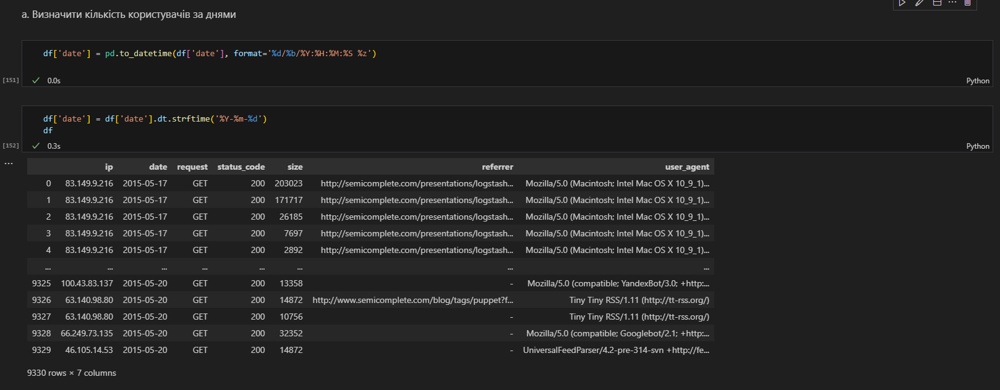 a. Визначити кількість користувачів за днями
df['date'] = pd.to_datetime(df['date'], format='%d/%b/%Y:%H:%M:%S %z')
[151] ✓ 0.0s Python
df['date'] = df['date'].dt.strftime('%Y-%m-%d')
df
[152] ✓ 0.3s Python
...
ip date request status_code size referrer user_agent
0 83.149.9.216 2015-05-17 GET 200 203023 http://semicomplete.com/presentations/logstash... Mozilla/5.0 (Macintosh; Intel Mac OS X 10_9_1)...
1 83.149.9.216 2015-05-17 GET 200 171717 http://semicomplete.com/presentations/logstash... Mozilla/5.0 (Macintosh; Intel Mac OS X 10_9_1)...
2 83.149.9.216 2015-05-17 GET 200 26185 http://semicomplete.com/presentations/logstash... Mozilla/5.0 (Macintosh; Intel Mac OS X 10_9_1)...
3 83.149.9.216 2015-05-17 GET 200 7697 http://semicomplete.com/presentations/logstash... Mozilla/5.0 (Macintosh; Intel Mac OS X 10_9_1)...
4 83.149.9.216 2015-05-17 GET 200 2892 http://semicomplete.com/presentations/logstash... Mozilla/5.0 (Macintosh; Intel Mac OS X 10_9_1)...
... ... ... ... ... ... ... ...
9325 100.43.83.137 2015-05-20 GET 200 13358 - Mozilla/5.0 (compatible; YandexBot/3.0; +http:...
9326 63.140.98.80 2015-05-20 GET 200 14872 http://www.semicomplete.com/blog/tags/puppet?f... Tiny Tiny RSS/1.11 (http://tt-rss.org/)
9327 63.140.98.80 2015-05-20 GET 200 10756 - Tiny Tiny RSS/1.11 (http://tt-rss.org/)
9328 66.249.73.135 2015-05-20 GET 200 32352 - Mozilla/5.0 (compatible; Googlebot/2.1; +http:...
9329 46.105.14.53 2015-05-20 GET 200 14872 - UniversalFeedParser/4.2-pre-314-svn +http://fe...
9330 rows × 7 columns